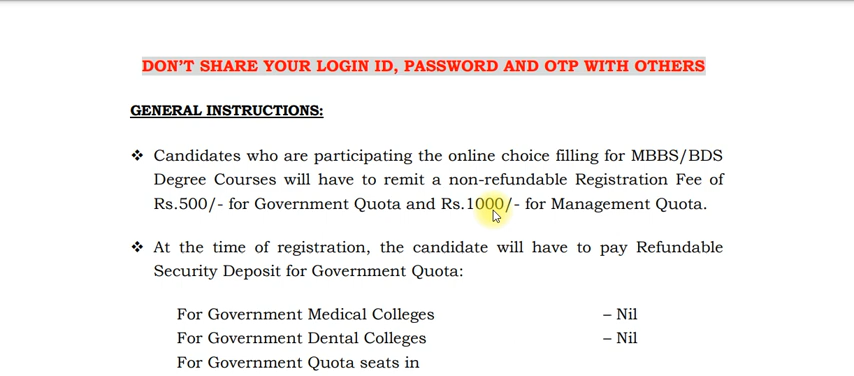 DON’T SHARE YOUR LOGIN ID, PASSWORD AND OTP WITH OTHERS
GENERAL INSTRUCTIONS:
❖ Candidates who are participating the online choice filling for MBBS/BDS
Degree Courses will have to remit a non-refundable Registration Fee of
Rs.500/- for Government Quota and Rs.1000/- for Management Quota.
❖ At the time of registration, the candidate will have to pay Refundable
Security Deposit for Government Quota:
For Government Medical Colleges – Nil
For Government Dental Colleges – Nil
For Government Quota seats in